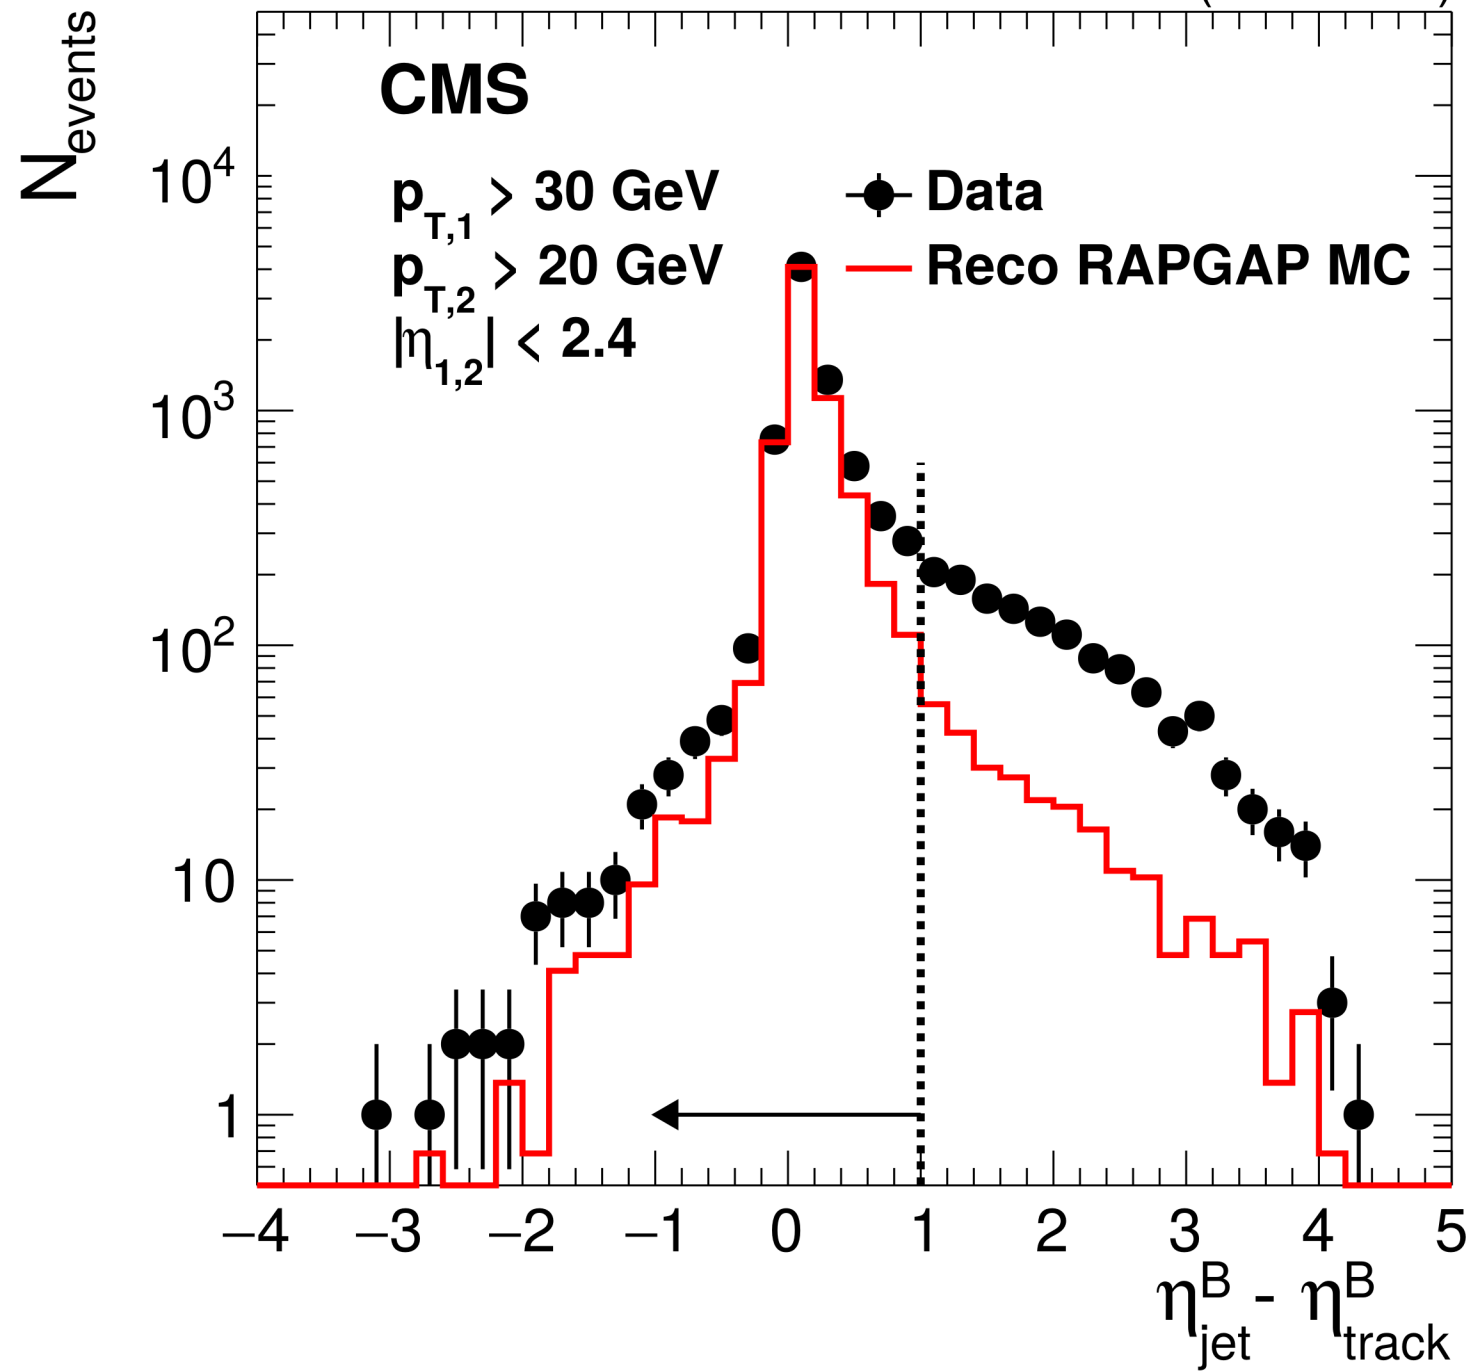 N_events
CMS
p_T,1 > 30 GeV
p_T,2 > 20 GeV
|η_1,2| < 2.4
Data
Reco RAPGAP MC
10^4
10^3
10^2
10
1
−4 −3 −2 −1 0 1 2 3 4 5
η^B_jet - η^B_track